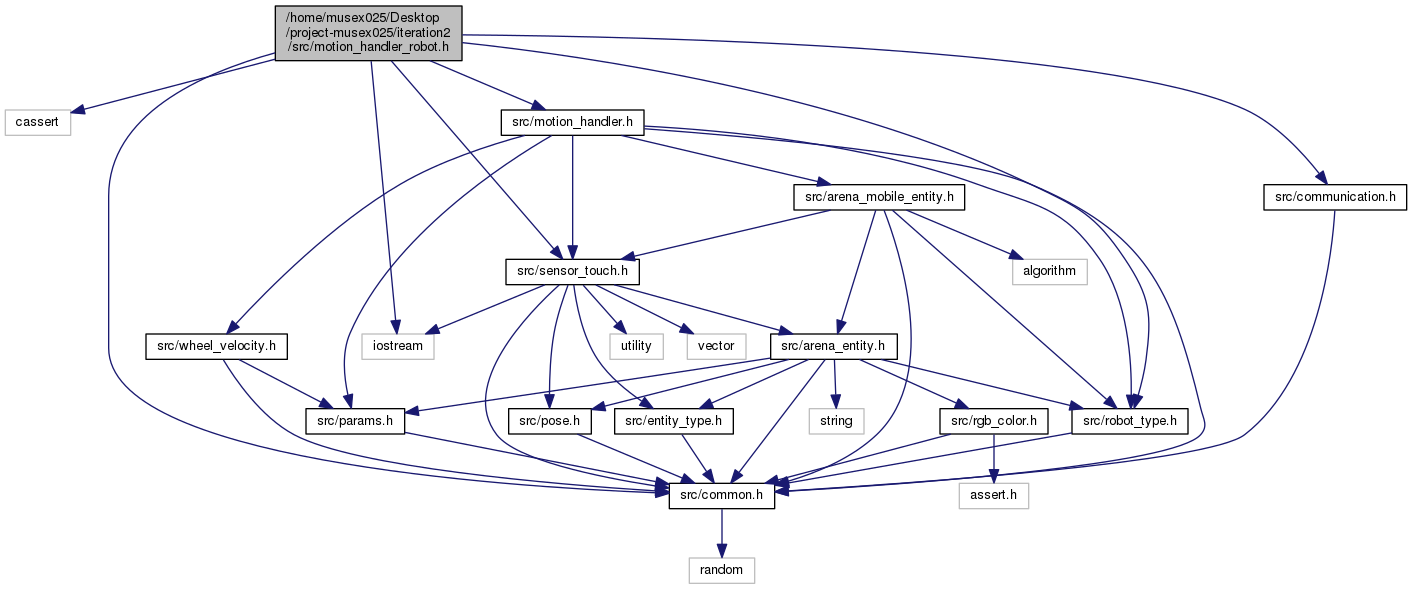 /home/musex025/Desktop
/project-musex025/iteration2
/src/motion_handler_robot.h
cassert
src/motion_handler.h
src/arena_mobile_entity.h
src/communication.h
src/sensor_touch.h
algorithm
src/wheel_velocity.h
iostream
utility
vector
src/arena_entity.h
src/params.h
src/pose.h
src/entity_type.h
string
src/rgb_color.h
src/robot_type.h
src/common.h
assert.h
random